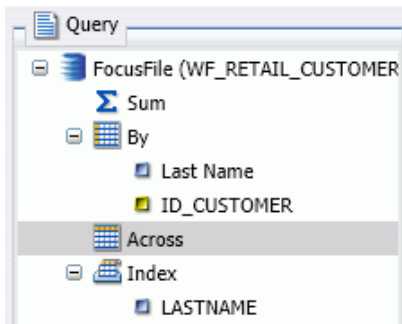 Query
FocusFile (WF_RETAIL_CUSTOMER
Sum
By
Last Name
ID_CUSTOMER
Across
Index
LASTNAME